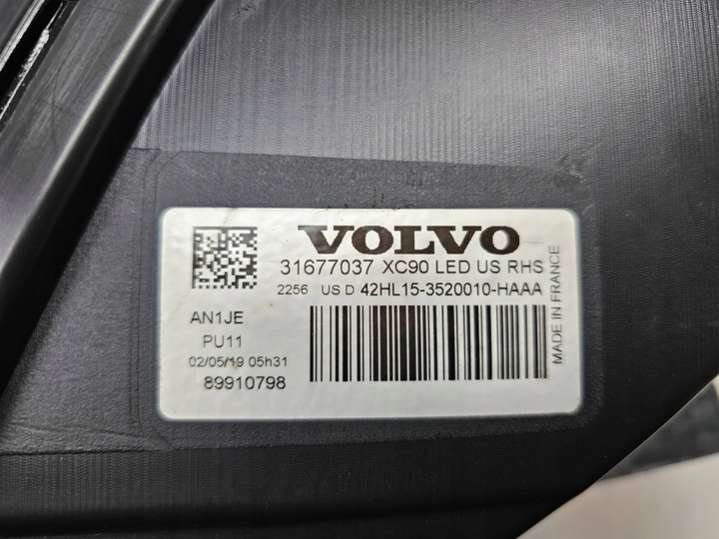 VOLVO
31677037 XC90 LED US RHS
2256 US D 42HL15-3520010-HAAA
AN1JE
PU11
02/05/19 05h31
89910798
MADE IN FRANCE